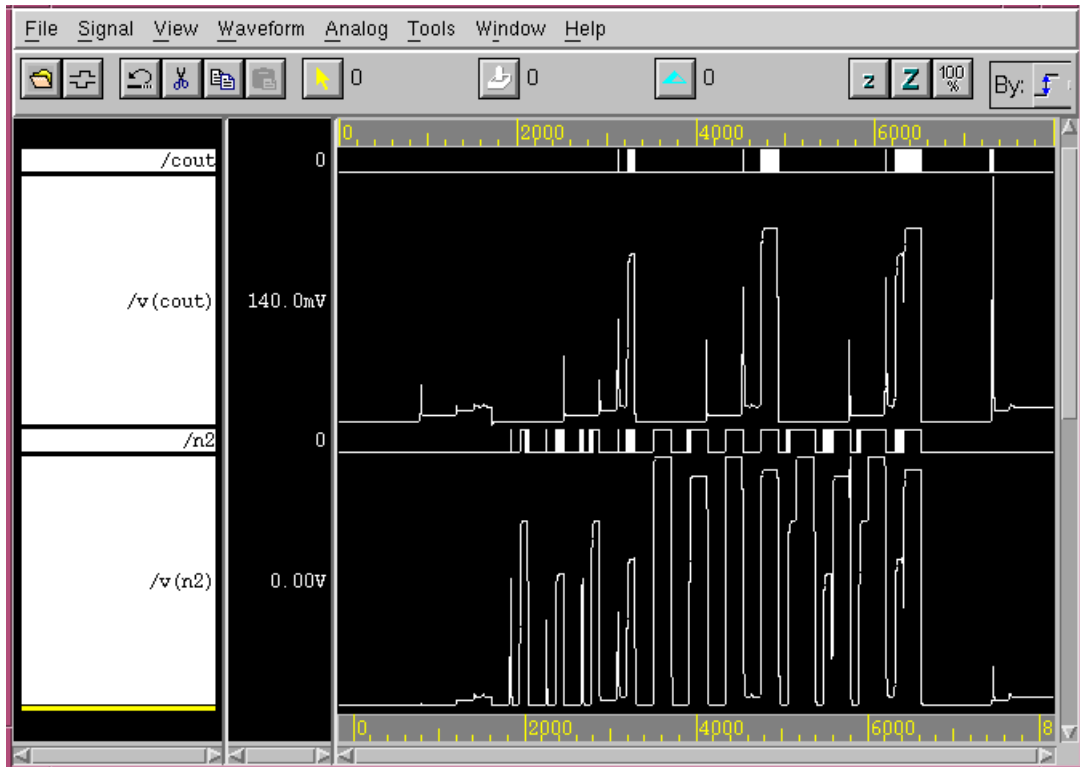 File Signal View Waveform Analog Tools Window Help
0 0 0 z Z 100 % By:
0 2000 4000 6000
/cout 0
/v(cout) 140.0mV
/n2 0
/v(n2) 0.00V
0 2000 4000 6000 8